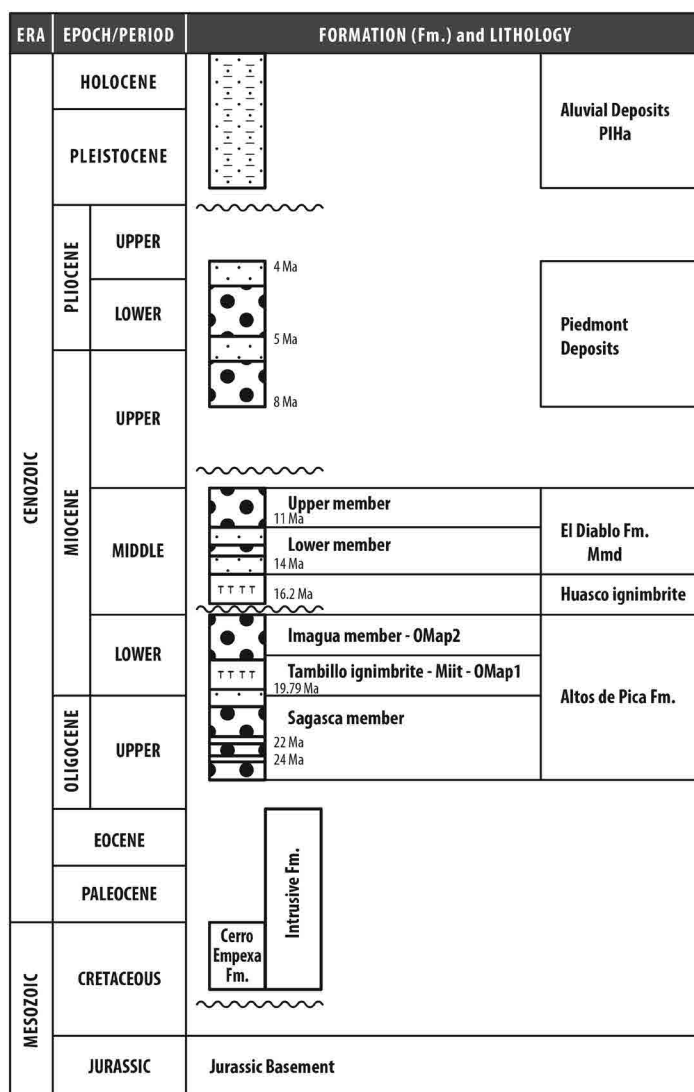 ERA EPOCH/PERIOD FORMATION (Fm.) and LITHOLOGY
CENOZOIC
HOLOCENE
Aluvial Deposits
PlHa
PLEISTOCENE
PLIOCENE
UPPER
4 Ma
LOWER
5 Ma
Piedmont
Deposits
MIOCENE
UPPER
8 Ma
MIDDLE
Upper member
11 Ma
Lower member
14 Ma
El Diablo Fm.
Mmd
T T T T
16.2 Ma
Huasco ignimbrite
LOWER
Imagua member - OMap2
T T T T
Tambillo ignimbrite - Miit - OMap1
19.79 Ma
Altos de Pica Fm.
OLIGOCENE
UPPER
Sagasca member
22 Ma
24 Ma
EOCENE
PALEOCENE
Intrusive Fm.
MESOZOIC
CRETACEOUS
Cerro
Empexa
Fm.
JURASSIC
Jurassic Basement